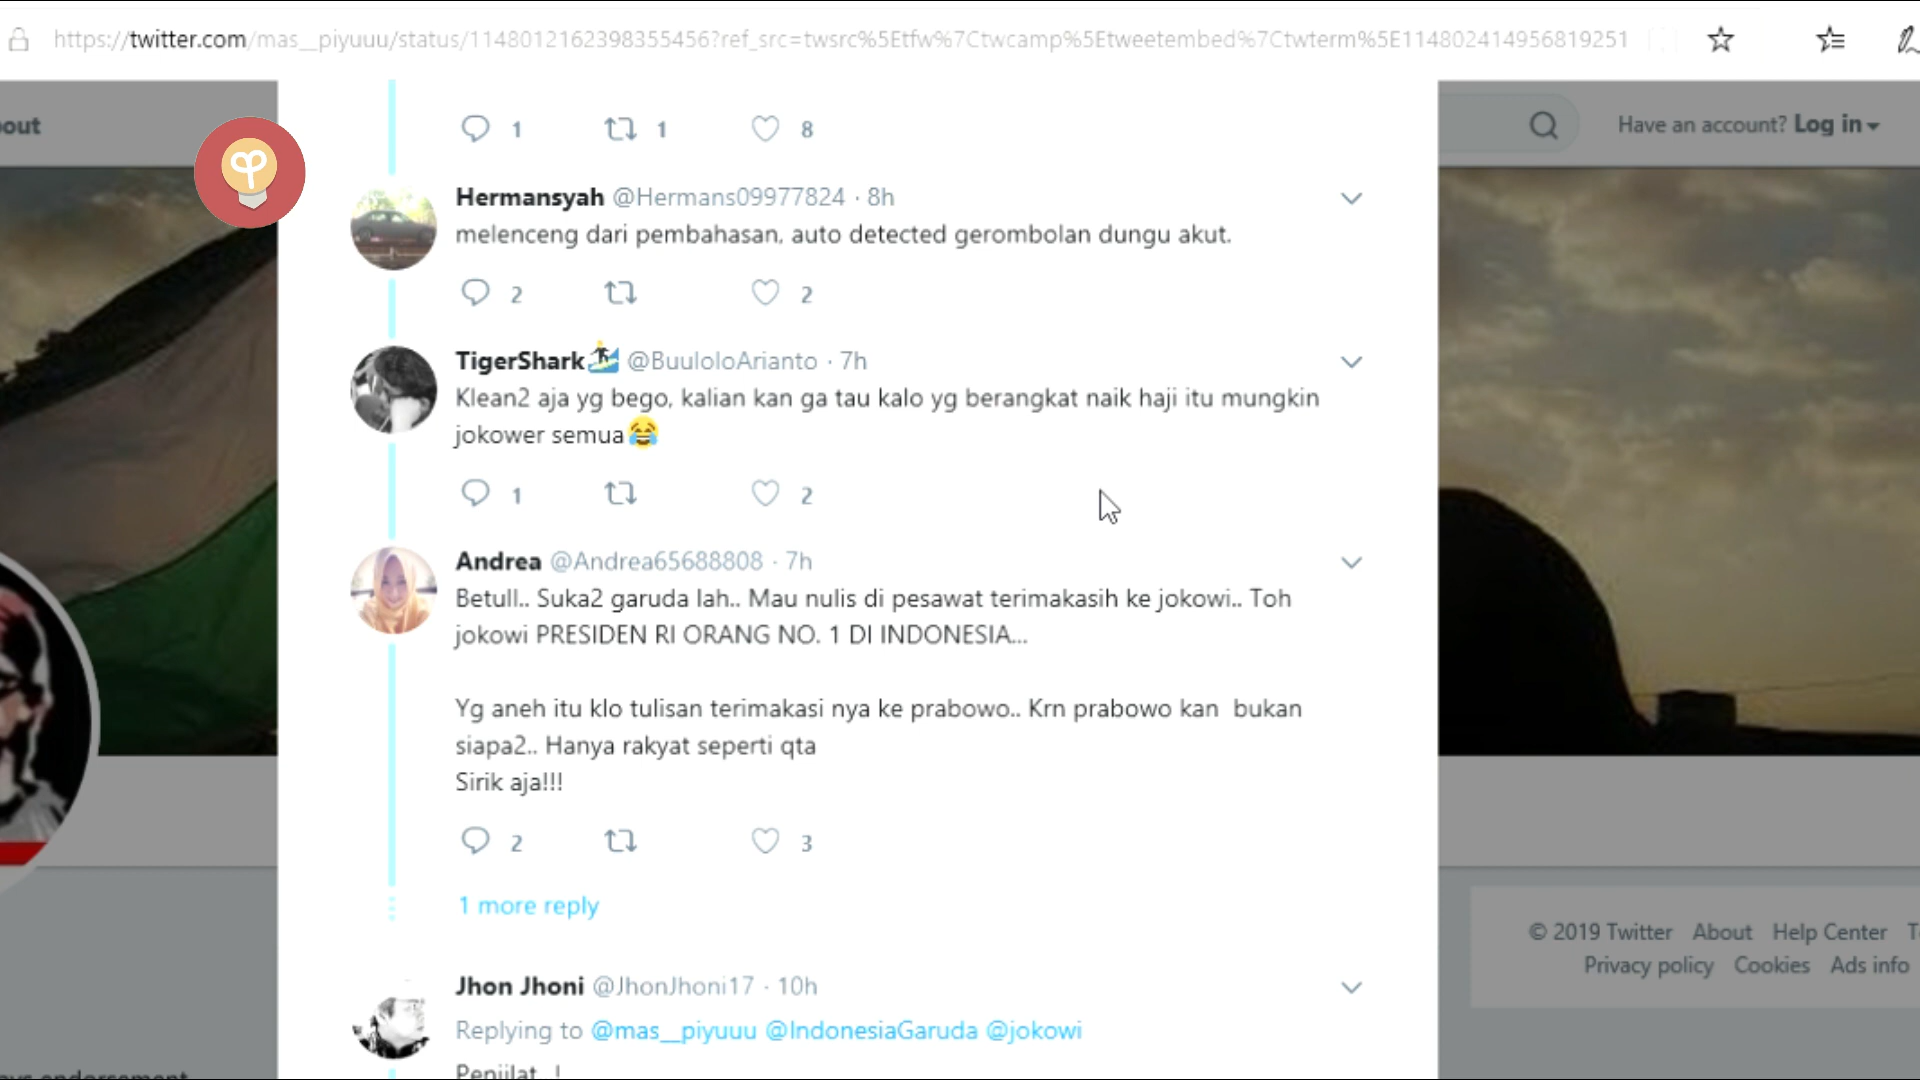 https://twitter.com/mas__piyuuu/status/1148012162398355456?ref_src=twsrc%5Etfw%7Ctwcamp%5Etweetembed%7Ctwterm%5E114802414956819251
out
Have an account? Log in
1 1 8
Hermansyah @Hermans09977824 · 8h
melenceng dari pembahasan, auto detected gerombolan dungu akut.
2 2
TigerShark🏄 @BuuloloArianto · 7h
Klean2 aja yg bego, kalian kan ga tau kalo yg berangkat naik haji itu mungkin
jokower semua😂
1 2
Andrea @Andrea65688808 · 7h
Betull.. Suka2 garuda lah.. Mau nulis di pesawat terimakasih ke jokowi.. Toh
jokowi PRESIDEN RI ORANG NO. 1 DI INDONESIA...
Yg aneh itu klo tulisan terimakasi nya ke prabowo.. Krn prabowo kan bukan
siapa2.. Hanya rakyat seperti qta
Sirik aja!!!
2 3
1 more reply
Jhon Jhoni @JhonJhoni17 · 10h
Replying to @mas__piyuuu @IndonesiaGaruda @jokowi
Penjilat..!
© 2019 Twitter About Help Center
Privacy policy Cookies Ads info
endorsement